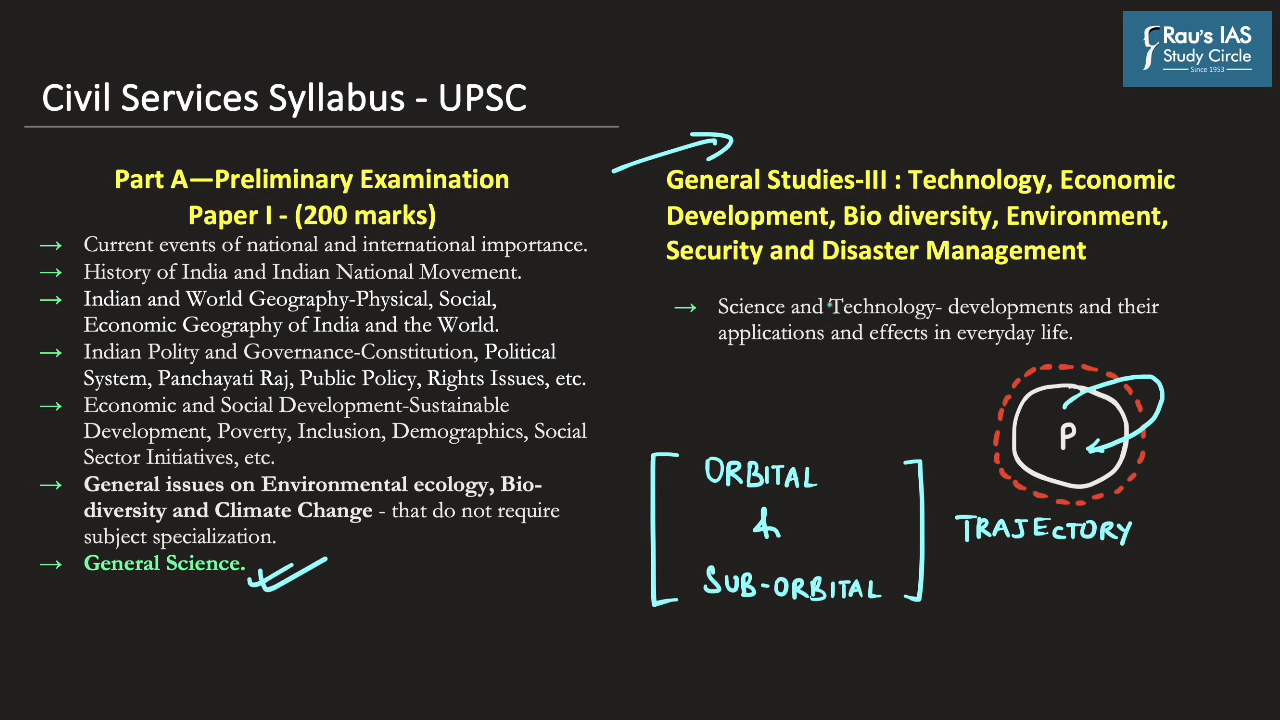 Rau's IAS
Study Circle
Since 1953
Civil Services Syllabus - UPSC
Part A—Preliminary Examination
Paper I - (200 marks)
→ Current events of national and international importance.
→ History of India and Indian National Movement.
→ Indian and World Geography-Physical, Social,
Economic Geography of India and the World.
→ Indian Polity and Governance-Constitution, Political
System, Panchayati Raj, Public Policy, Rights Issues, etc.
→ Economic and Social Development-Sustainable
Development, Poverty, Inclusion, Demographics, Social
Sector Initiatives, etc.
→ General issues on Environmental ecology, Bio-
diversity and Climate Change - that do not require
subject specialization.
→ General Science.
General Studies-III : Technology, Economic
Development, Bio diversity, Environment,
Security and Disaster Management
→ Science and Technology- developments and their
applications and effects in everyday life.
P
ORBITAL
&
SUB-ORBITAL
TRAJECTORY